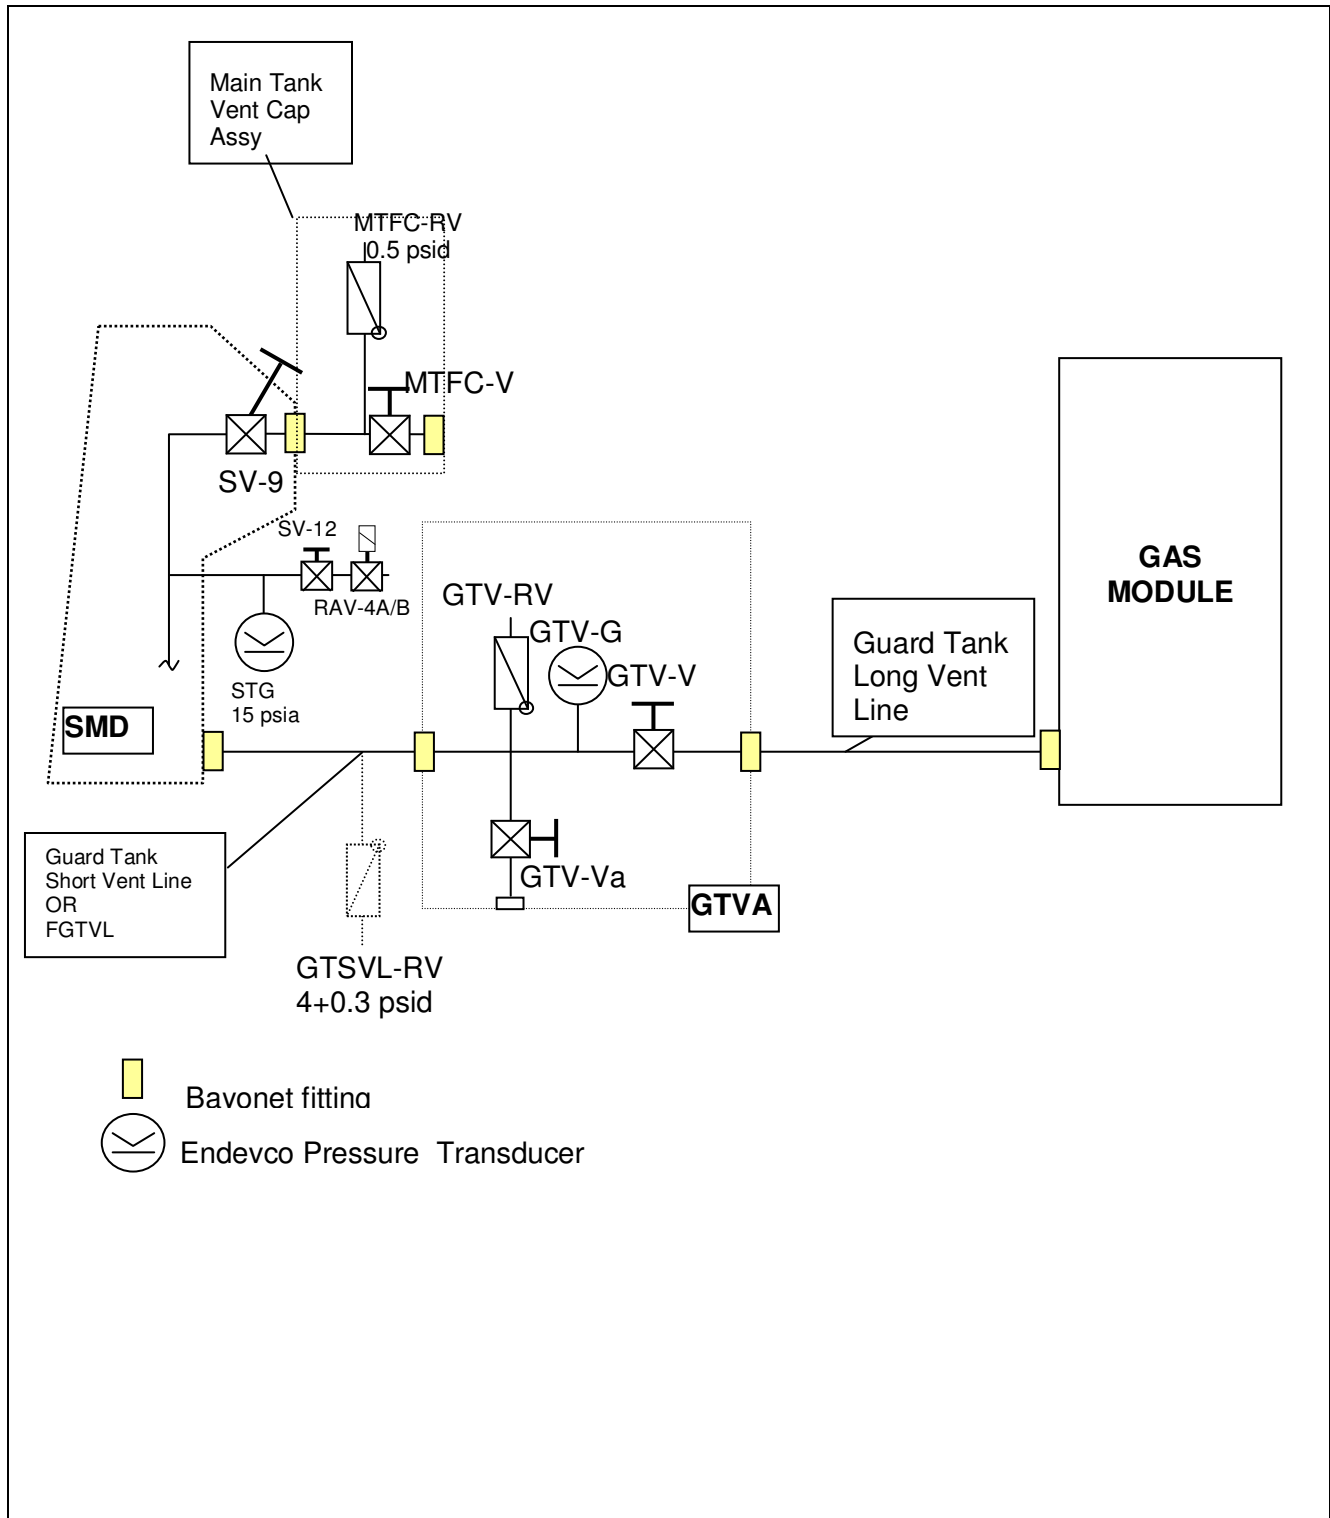 Main Tank
Vent Cap
Assy
MTFC-RV
0.5 psid
MTFC-V
SV-9
SV-12
RAV-4A/B
STG
15 psia
SMD
GTV-RV
GTV-G
GTV-V
GTV-Va
GTVA
GAS
MODULE
Guard Tank
Long Vent
Line
Guard Tank
Short Vent Line
OR
FGTVL
GTSVL-RV
4+0.3 psid
Bayonet fitting
Endevco Pressure Transducer